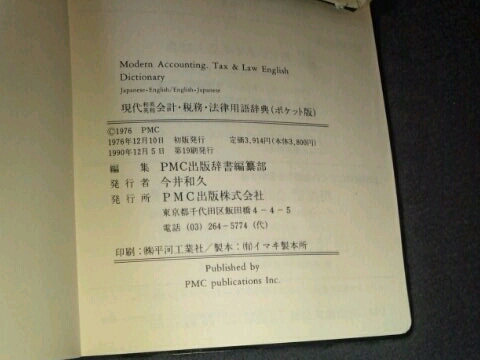 Modern Accounting. Tax & Law English
Dictionary
Japanese-English/English-Japanese
現代和英英和会計・税務・法律用語辞典(ポケット版)
©1976 PMC
1976年12月10日 初版発行 定価3,914円(本体3,800円)
1990年12月5日 第19刷発行
編 集 PMC出版辞書編纂部
発行者 今井和久
発行所 PMC出版株式会社
東京都千代田区飯田橋4-4-5
電話 (03) 264-5774 (代)
印刷:㈱平河工業社/製本:㈲イマヰ製本所
Published by
PMC publications Inc.